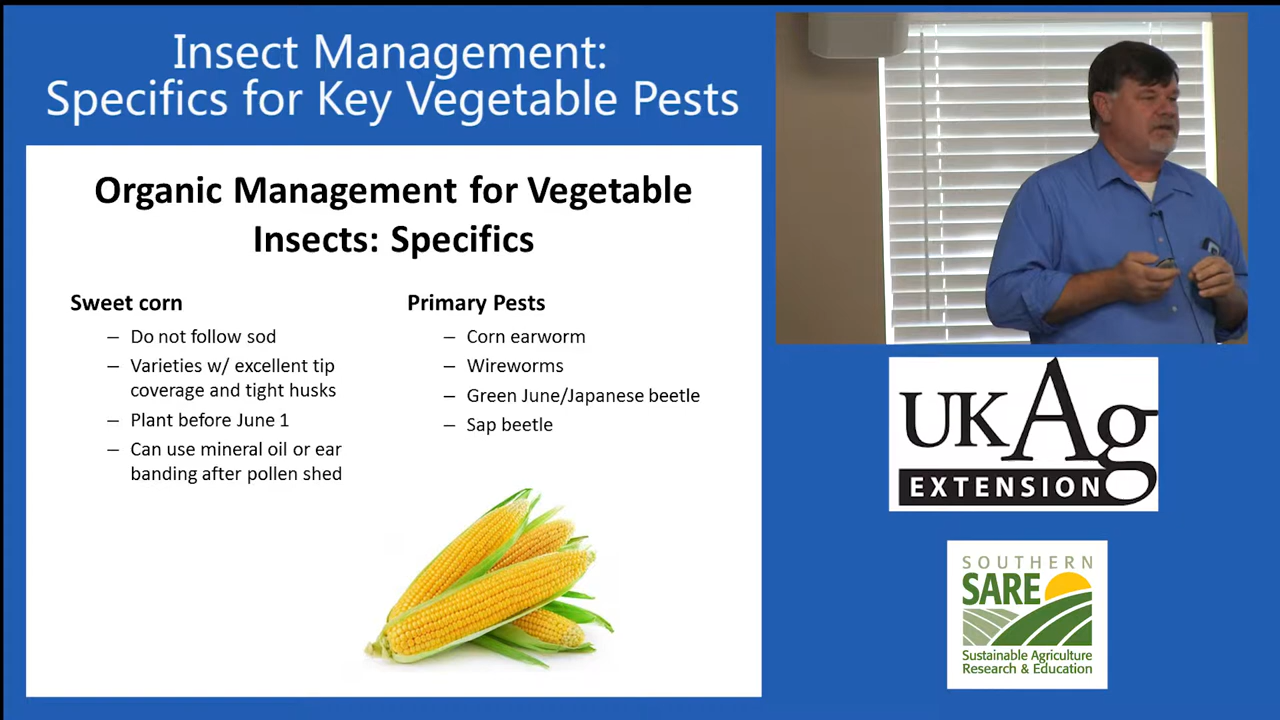 Insect Management:
Specifics for Key Vegetable Pests
Organic Management for Vegetable
Insects: Specifics
Sweet corn
– Do not follow sod
– Varieties w/ excellent tip
coverage and tight husks
– Plant before June 1
– Can use mineral oil or ear
banding after pollen shed
Primary Pests
– Corn earworm
– Wireworms
– Green June/Japanese beetle
– Sap beetle
UKAg
EXTENSION
SOUTHERN
SARE
Sustainable Agriculture
Research & Education